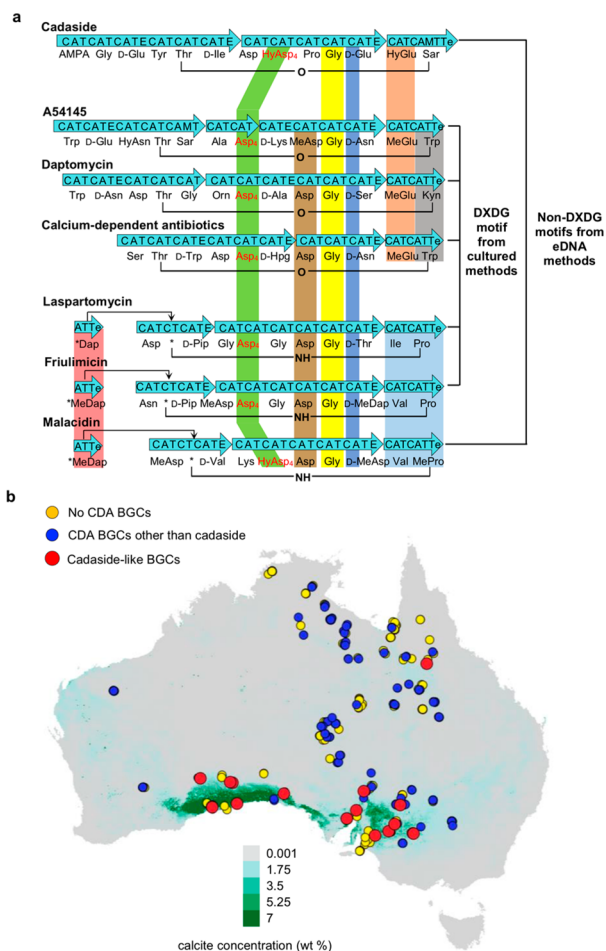 a
Cadaside
CATCATCATCATCATCATE CATCATCATCATCATE CATCAMTTe
AMPA Gly D-Glu Tyr Thr D-Ile Asp HyAsp4 Pro Gly D-Glu HyGlu Sar
O
A54145
CATCATECATCATCAMT CATCAT CATECATCATCATE CATCATTe
Trp D-Glu HyAsn Thr Sar Ala Asp4 D-Lys MeAsp Gly D-Asn MeGlu Trp
O
Daptomycin
CATCATECATCATCAT CATCATCATECATCATCATE CATCATTe
Trp D-Asn Asp Thr Gly Orn Asp4 D-Ala Asp Gly D-Ser MeGlu Kyn
O
Calcium-dependent antibiotics
CATCATCATECATCATCATE CATCATCATE CATCATTe
Ser Thr D-Trp Asp Asp4 D-Hpg Asp Gly D-Asn MeGlu Trp
O
DXDG
motif
from
cultured
methods
Non-DXDG
motifs from
eDNA
methods
Laspartomycin
ATTe CATCTCATE CATCATCATCATCATCATE CATCATTe
*Dap Asp * D-Pip Gly Asp4 Gly Asp Gly D-Thr Ile Pro
NH
Friulimicin
ATTe CATCTCATE CATCATCATCATCATCATE CATCATTe
*MeDap Asn * D-Pip MeAsp Asp4 Gly Asp Gly D-MeDap Val Pro
NH
Malacidin
ATTe CATCTCATE CATCATCATCATCATE CATCATTe
*MeDap MeAsp * D-Val Lys HyAsp4 Asp Gly D-MeAsp Val MePro
NH
b
No CDA BGCs
CDA BGCs other than cadaside
Cadaside-like BGCs
0.001
1.75
3.5
5.25
7
calcite concentration (wt %)